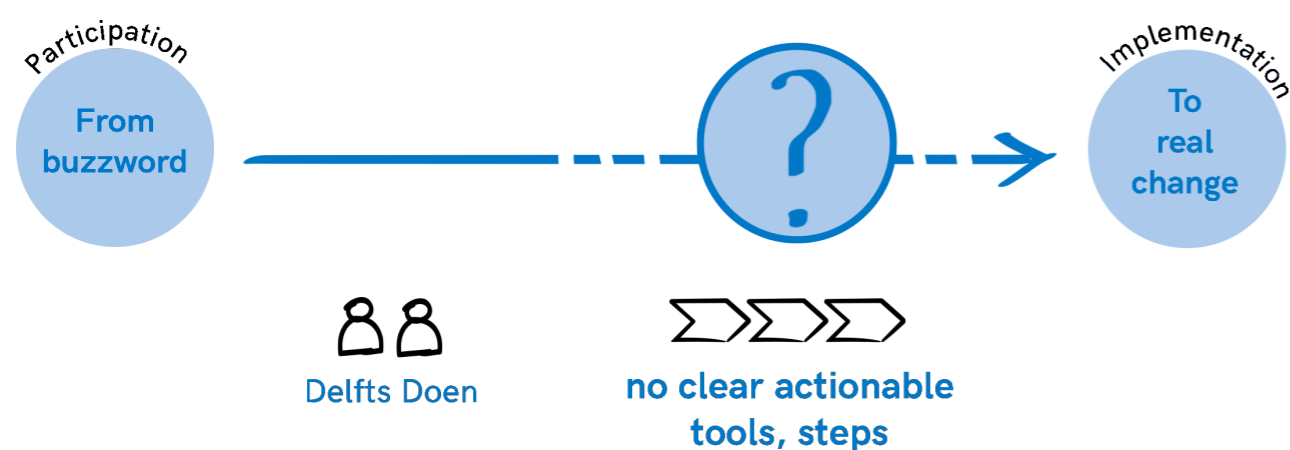 Participation
From
buzzword
?
Implementation
To
real
change
Delfts Doen
no clear actionable
tools, steps